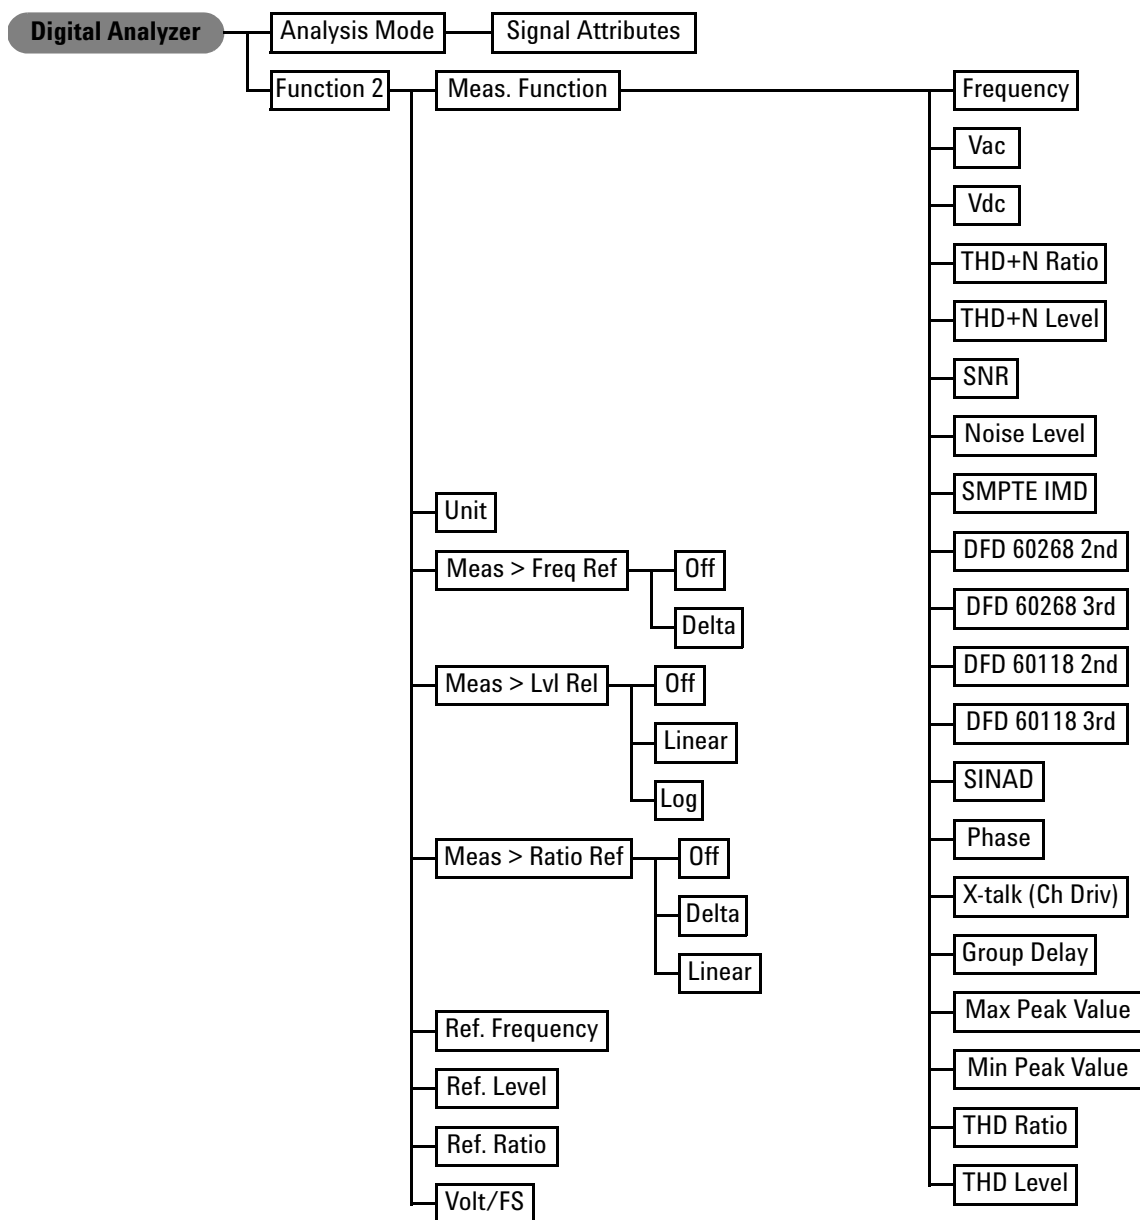 Digital Analyzer
Analysis Mode
Signal Attributes
Function 2
Meas. Function
Frequency
Vac
Vdc
THD+N Ratio
THD+N Level
SNR
Noise Level
SMPTE IMD
DFD 60268 2nd
DFD 60268 3rd
DFD 60118 2nd
DFD 60118 3rd
SINAD
Phase
X-talk (Ch Driv)
Group Delay
Max Peak Value
Min Peak Value
THD Ratio
THD Level
Unit
Meas > Freq Ref
Off
Delta
Meas > Lvl Rel
Off
Linear
Log
Meas > Ratio Ref
Off
Delta
Linear
Ref. Frequency
Ref. Level
Ref. Ratio
Volt/FS